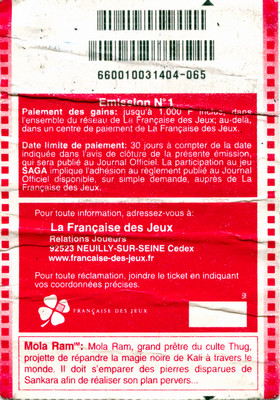 660010031404-065
Emission N°1
Paiement des gains: jusqu'à 1.000 F inclus, dans
l'ensemble du réseau de La Française des Jeux; au-delà,
dans un centre de paiement de La Française des Jeux.
Date limite de paiement: 30 jours à compter de la date
indiquée dans l'avis de clôture de la présente émission,
qui sera publié au Journal Officiel. La participation au jeu
SAGA implique l'adhésion au règlement publié au Journal
Officiel disponible, sur simple demande, auprès de La
Française des Jeux.
Pour toute information, adressez-vous à:
La Française des Jeux
Relations Joueurs
92523 NEUILLY-SUR-SEINE Cedex
www.francaise-des-jeux.fr
Pour toute réclamation, joindre le ticket en indiquant
vos coordonnées précises.
FRANÇAISE DES JEUX
Mola Ram™: Mola Ram, grand prêtre du culte Thug,
projette de répandre la magie noire de Kali à travers le
monde. Il doit s'emparer des pierres disparues de
Sankara afin de réaliser son plan pervers...